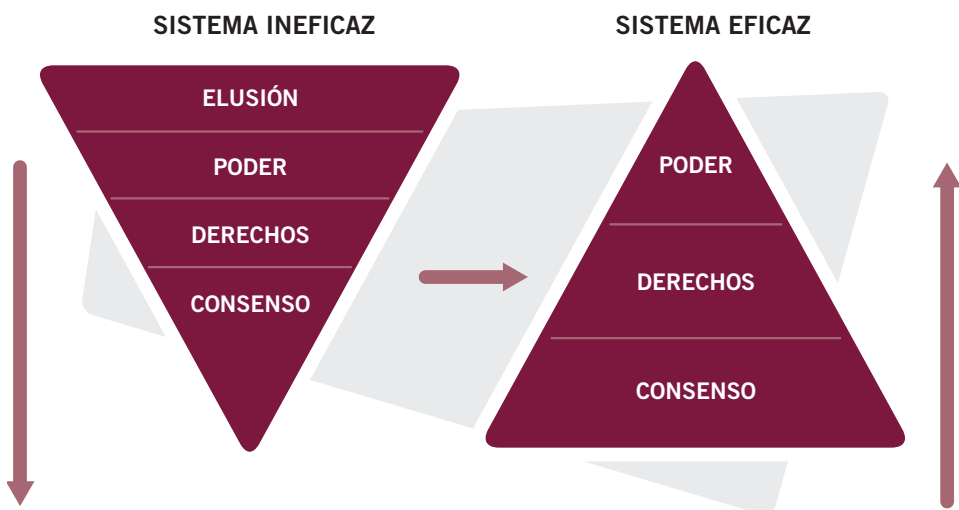 SISTEMA INEFICAZ
ELUSIÓN
PODER
DERECHOS
CONSENSO
SISTEMA EFICAZ
PODER
DERECHOS
CONSENSO